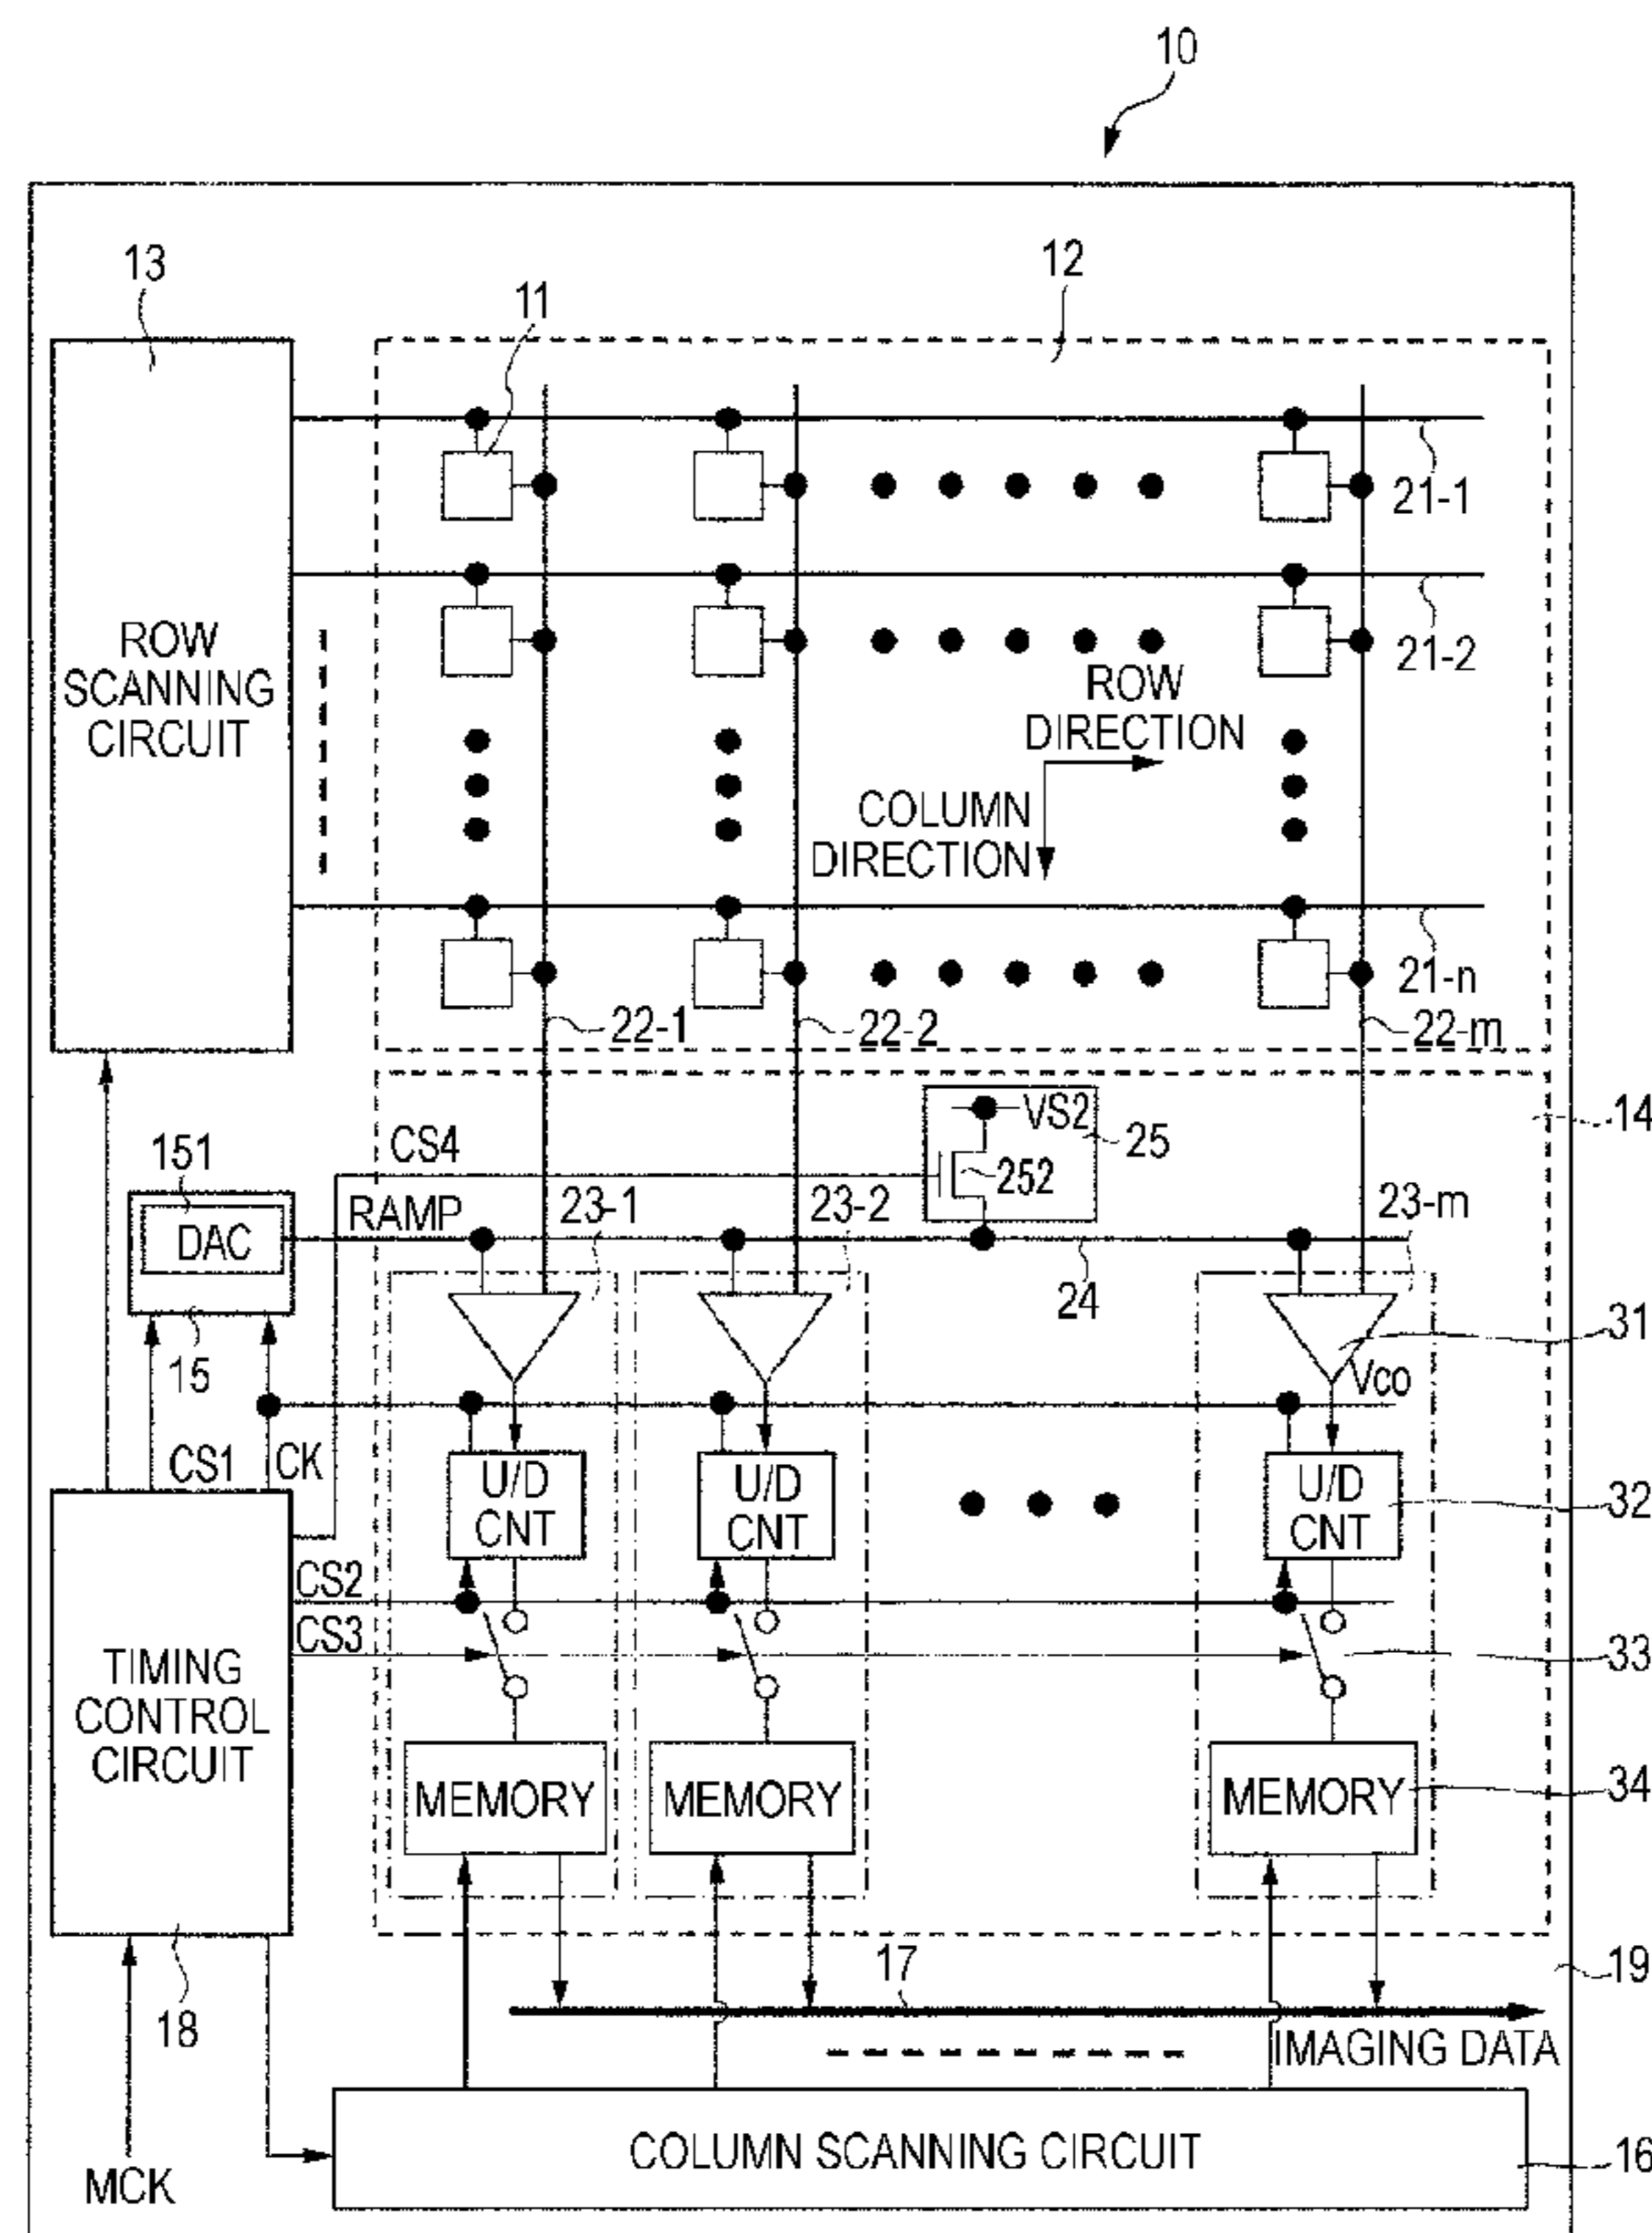 10
13
11
12
21-1
ROW
SCANNING
CIRCUIT
21-2
ROW
DIRECTION
COLUMN
DIRECTION
21-n
22-1
22-2
22-m
VS2
14
25
CS4
151
252
RAMP
23-1
23-2
23-m
DAC
24
31
15
Vco
CS1
CK
U/D
CNT
U/D
CNT
U/D
CNT
32
CS2
CS3
33
TIMING
CONTROL
CIRCUIT
MEMORY
MEMORY
MEMORY
34
17
19
18
IMAGING DATA
COLUMN SCANNING CIRCUIT
16
MCK